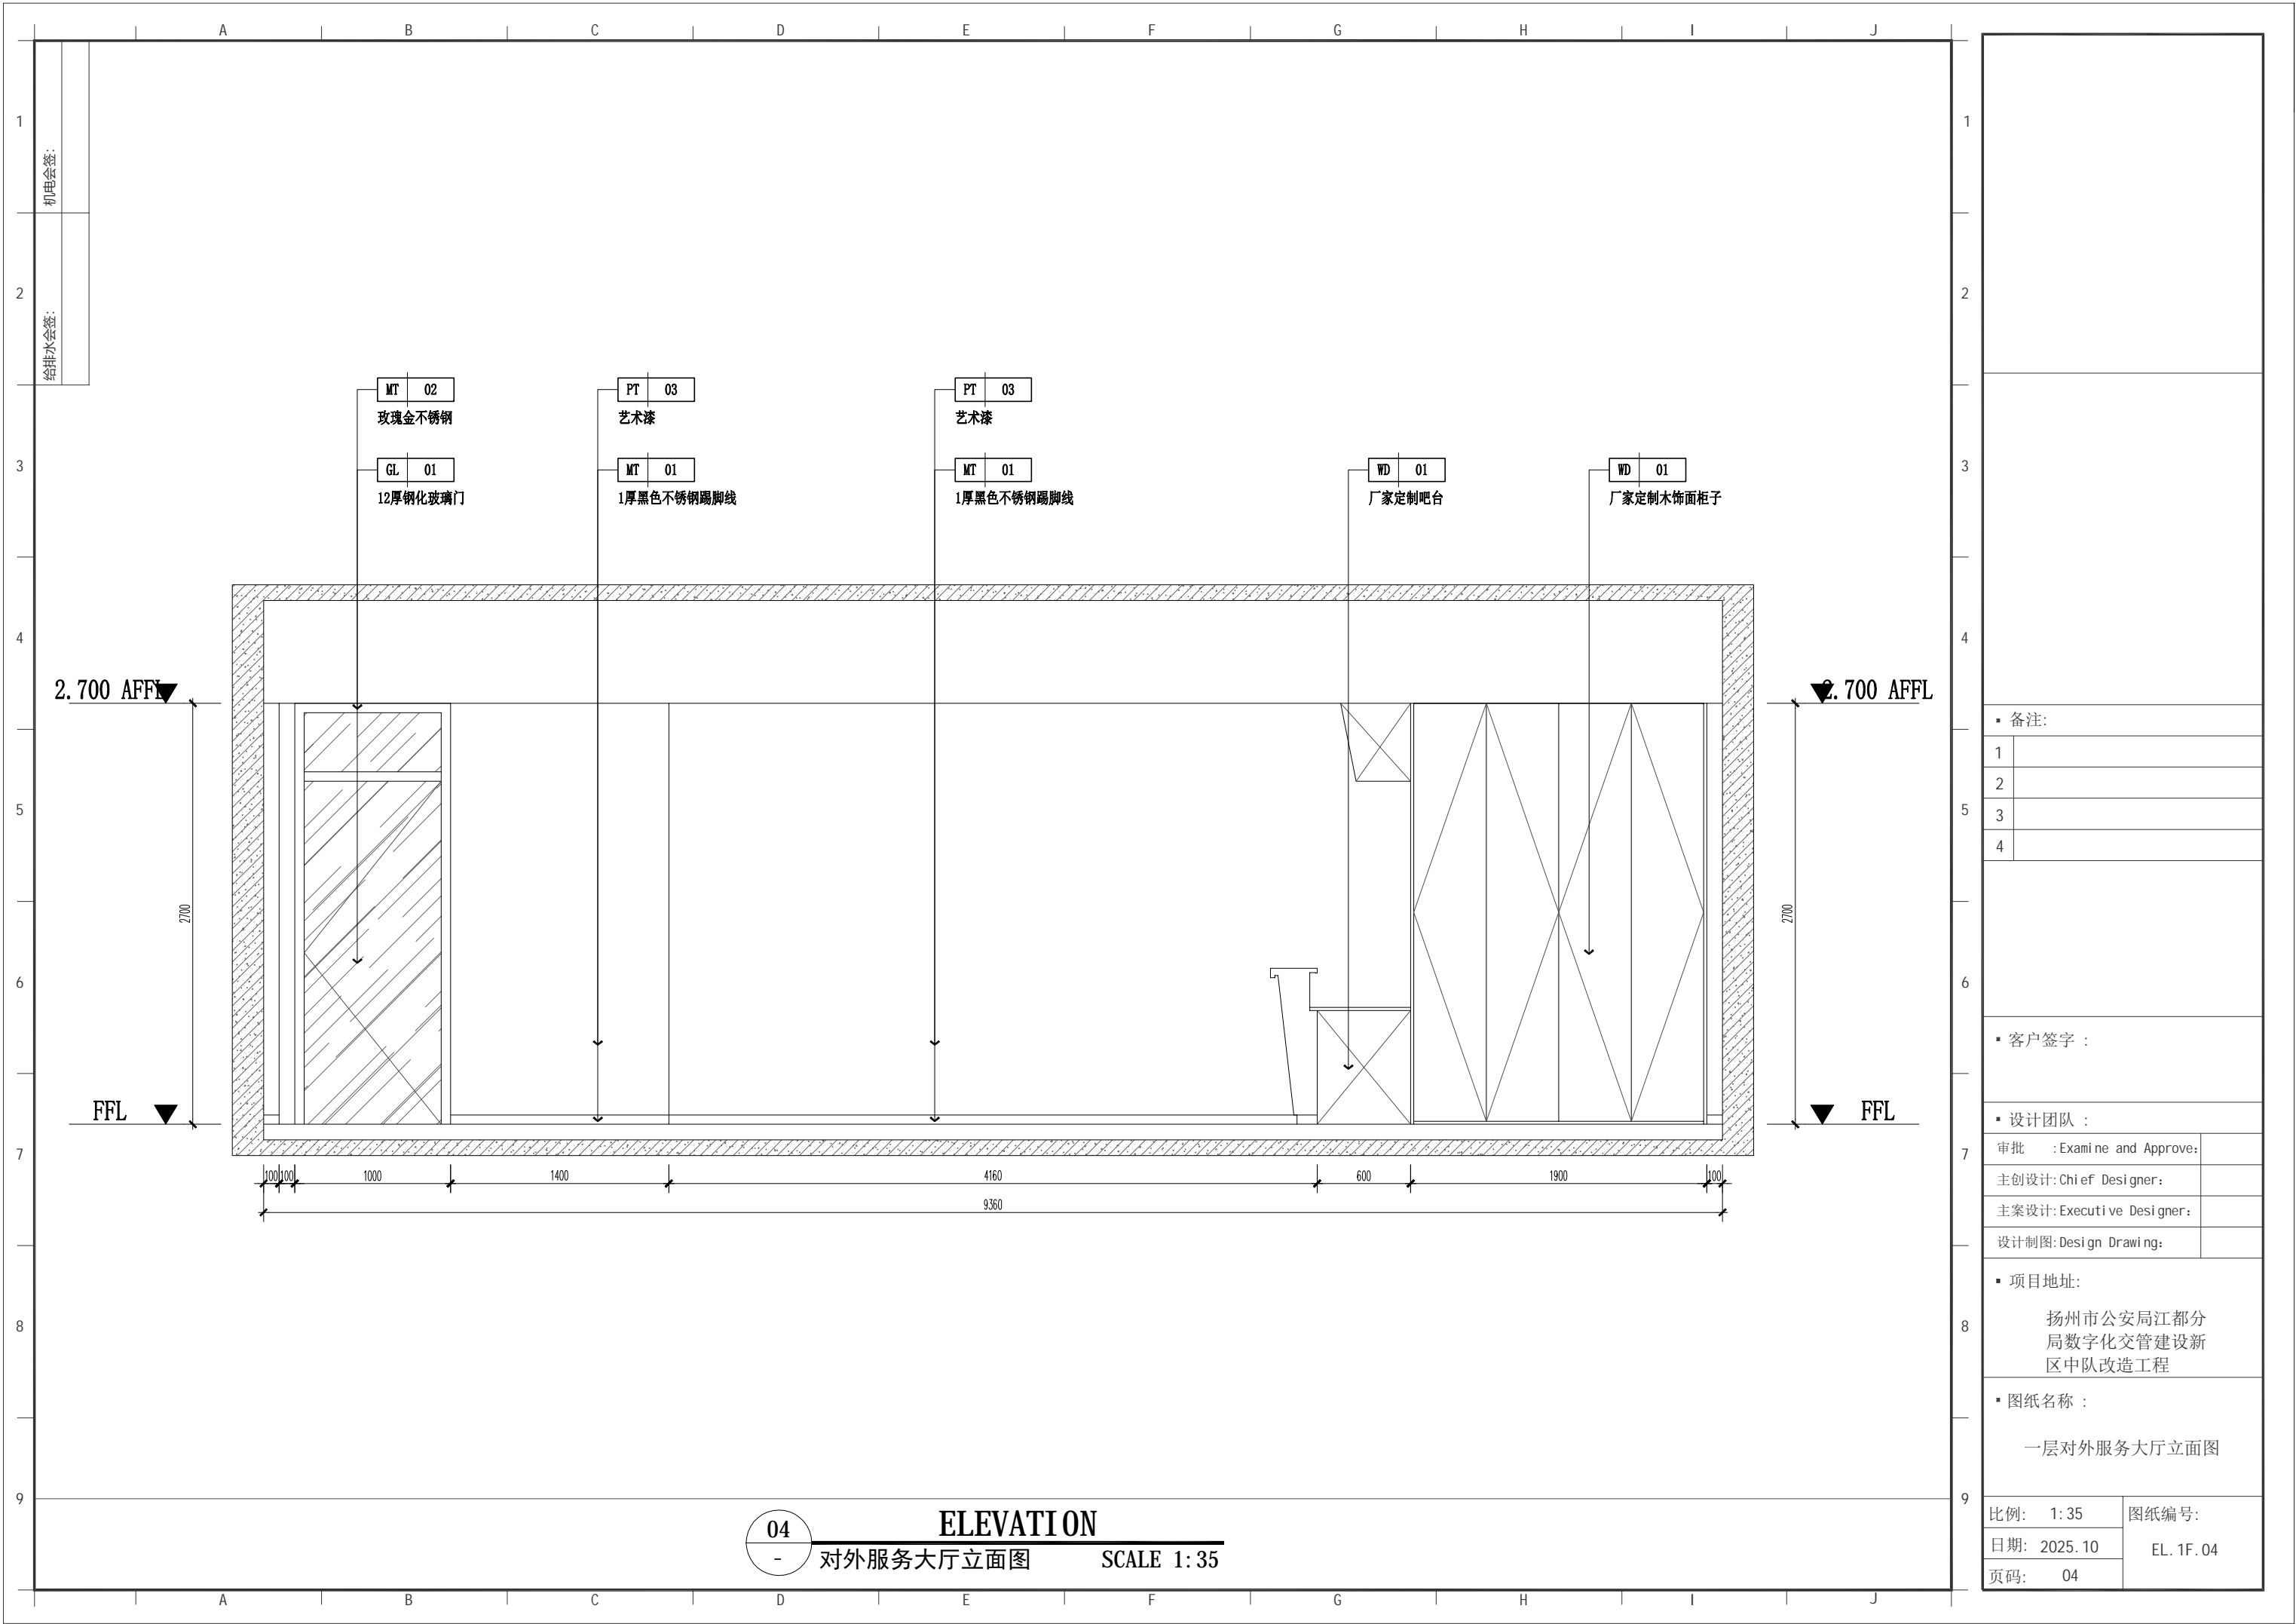 A B C D E F G H I J
机电会签:
给排水会签:
1 1
2 2
3 3
4 4
5 5
6 6
7 7
8 8
9 9
MT 02
玫瑰金不锈钢
GL 01
12厚钢化玻璃门
PT 03
艺术漆
MT 01
1厚黑色不锈钢踢脚线
PT 03
艺术漆
MT 01
1厚黑色不锈钢踢脚线
WD 01
厂家定制吧台
WD 01
厂家定制木饰面柜子
2.700 AFFL
2.700 AFFL
2700
2700
FFL
FFL
100 100 1000 1400 4160 600 1900 100
9360
04
-
ELEVATION
对外服务大厅立面图 SCALE 1:35
A B C D E F G H I J
▪ 备注:
1
2
3
4
▪ 客户签字 :
▪ 设计团队 :
审批 :Examine and Approve:
主创设计:Chief Designer:
主案设计:Executive Designer:
设计制图:Design Drawing:
▪ 项目地址:
扬州市公安局江都分
局数字化交管建设新
区中队改造工程
▪ 图纸名称 :
一层对外服务大厅立面图
比例: 1:35
图纸编号:
日期: 2025.10
EL.1F.04
页码: 04